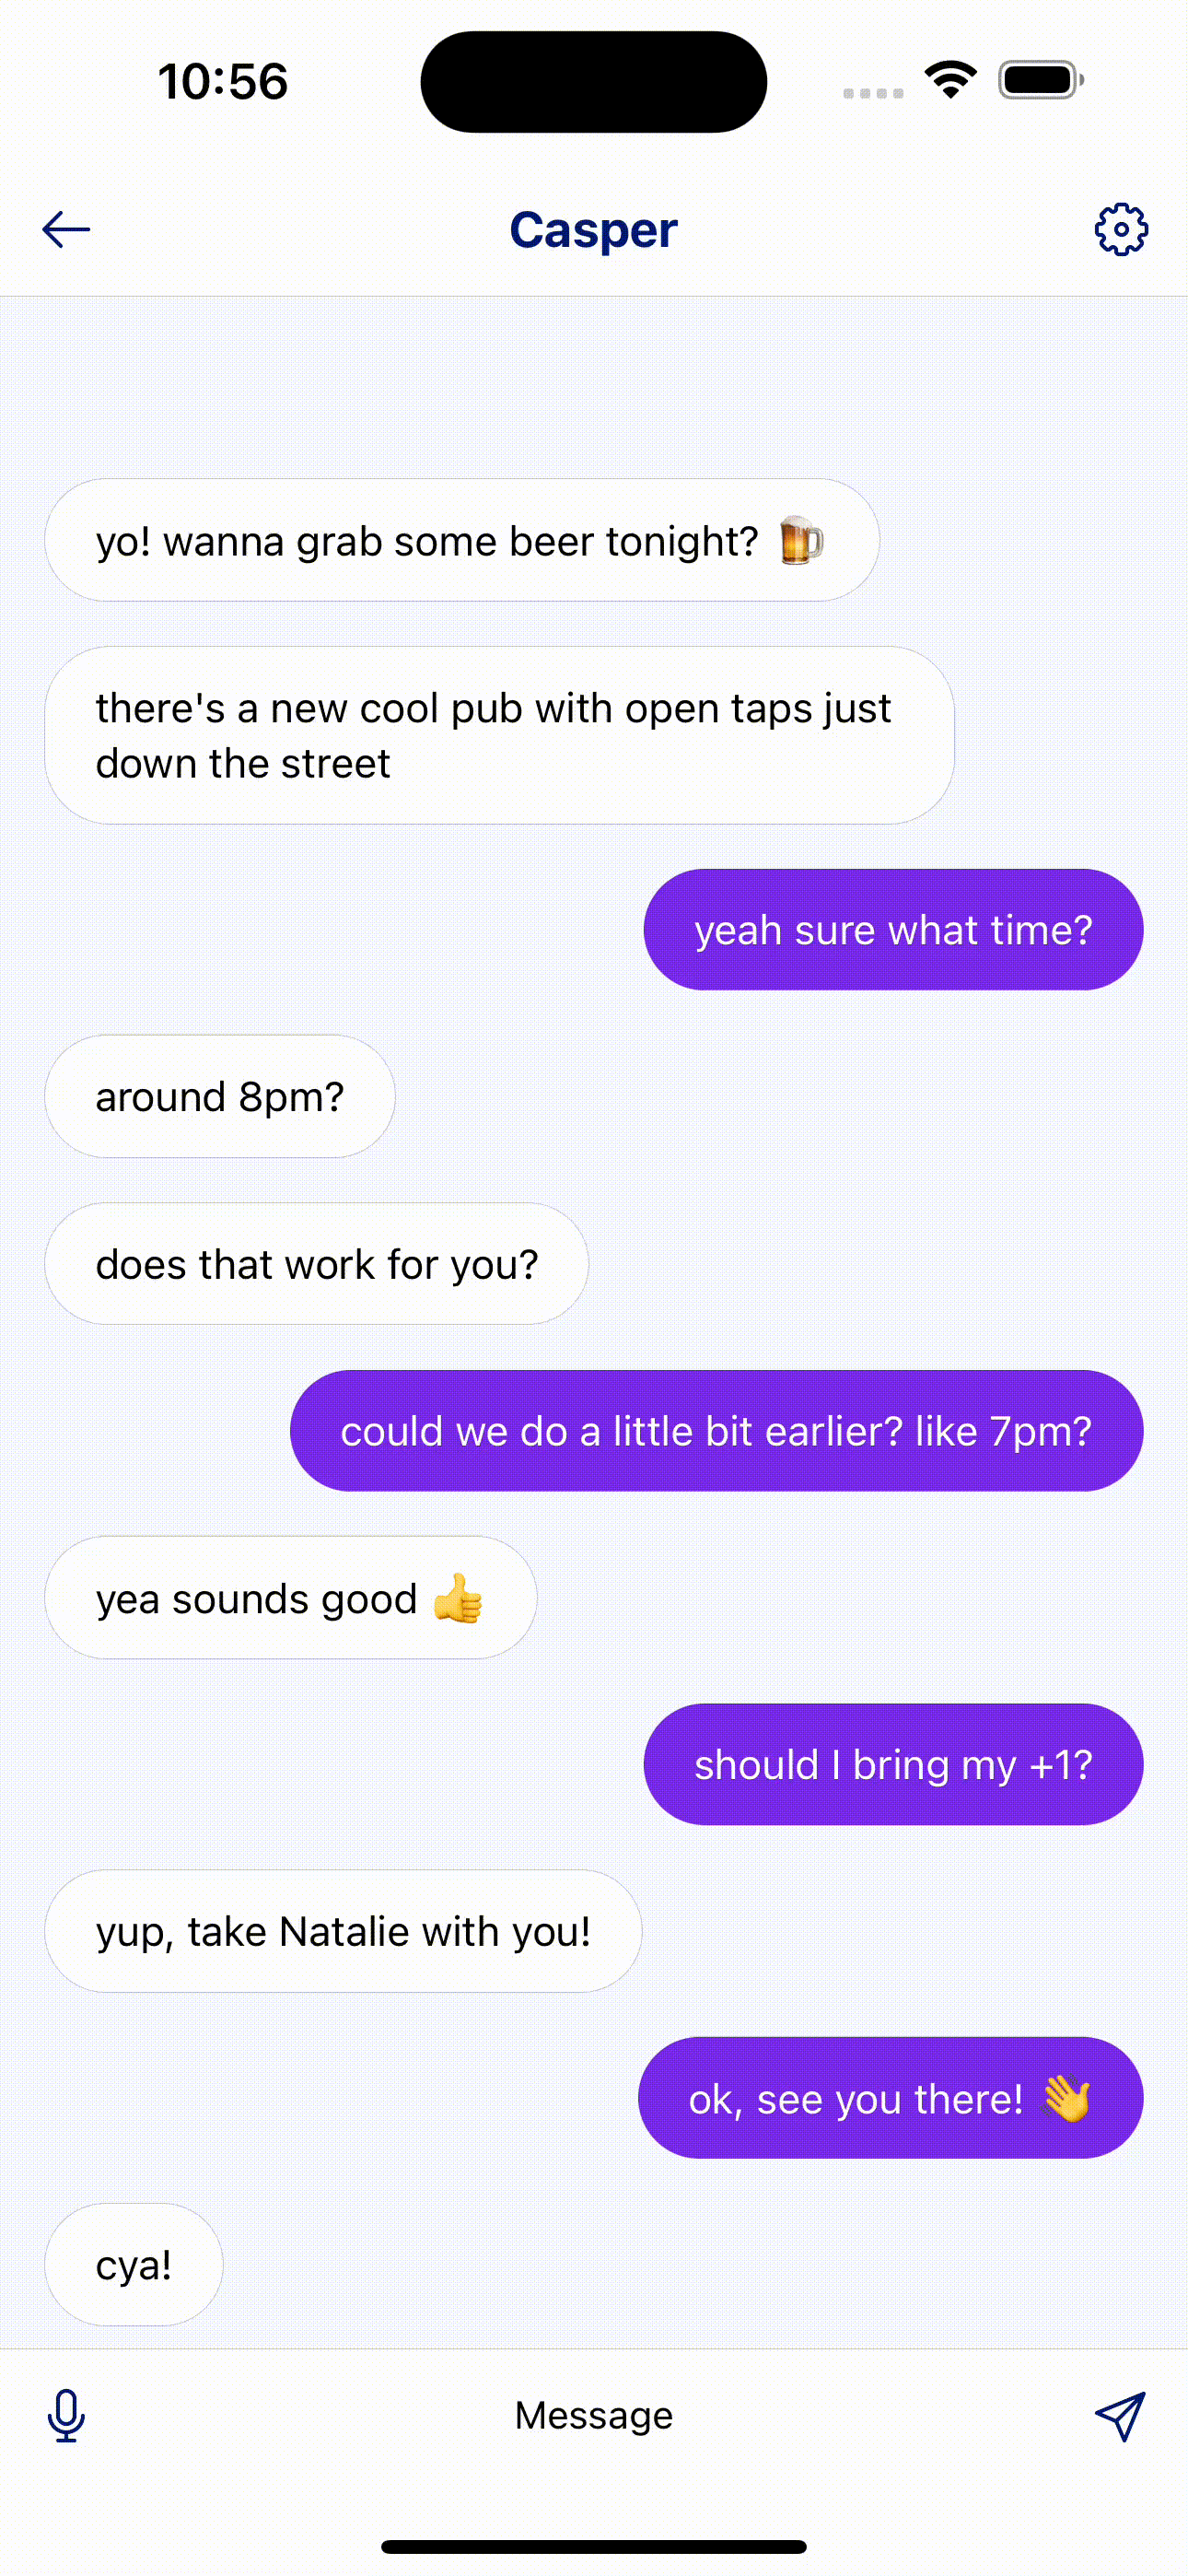 10:56
Casper
yo! wanna grab some beer tonight? 🍺
there's a new cool pub with open taps just
down the street
yeah sure what time?
around 8pm?
does that work for you?
could we do a little bit earlier? like 7pm?
yea sounds good 👍
should I bring my +1?
yup, take Natalie with you!
ok, see you there! 👋
cya!
Message